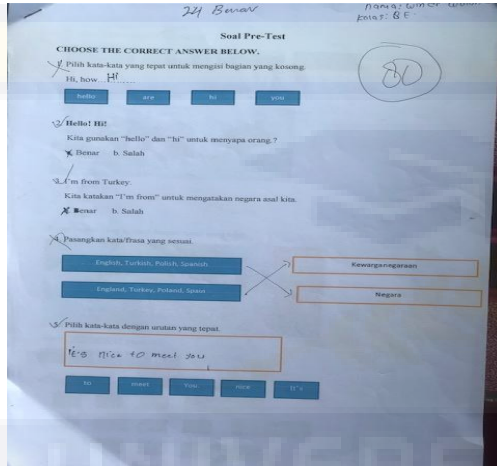 24 Benar
Kelas: 8E
80
Soal Pre-Test
CHOOSE THE CORRECT ANSWER BELOW.
1. Pilih kata-kata yang tepat untuk mengisi bagian yang kosong.
Hi, how...Hi......
hello are hi you
2. Hello! Hi!
Kita gunakan “hello” dan “hi” untuk menyapa orang.?
a. Benar b. Salah
3. I’m from Turkey.
Kita katakan “I’m from” untuk mengatakan negara asal kita.
a. Benar b. Salah
4. Pasangkan kata/frasa yang sesuai.
English, Turkish, Polish, Spanish
Kewarganegaraan
England, Turkey, Poland, Spain
Negara
5. Pilih kata-kata dengan urutan yang tepat.
nice to meet you
to meet You nice It's